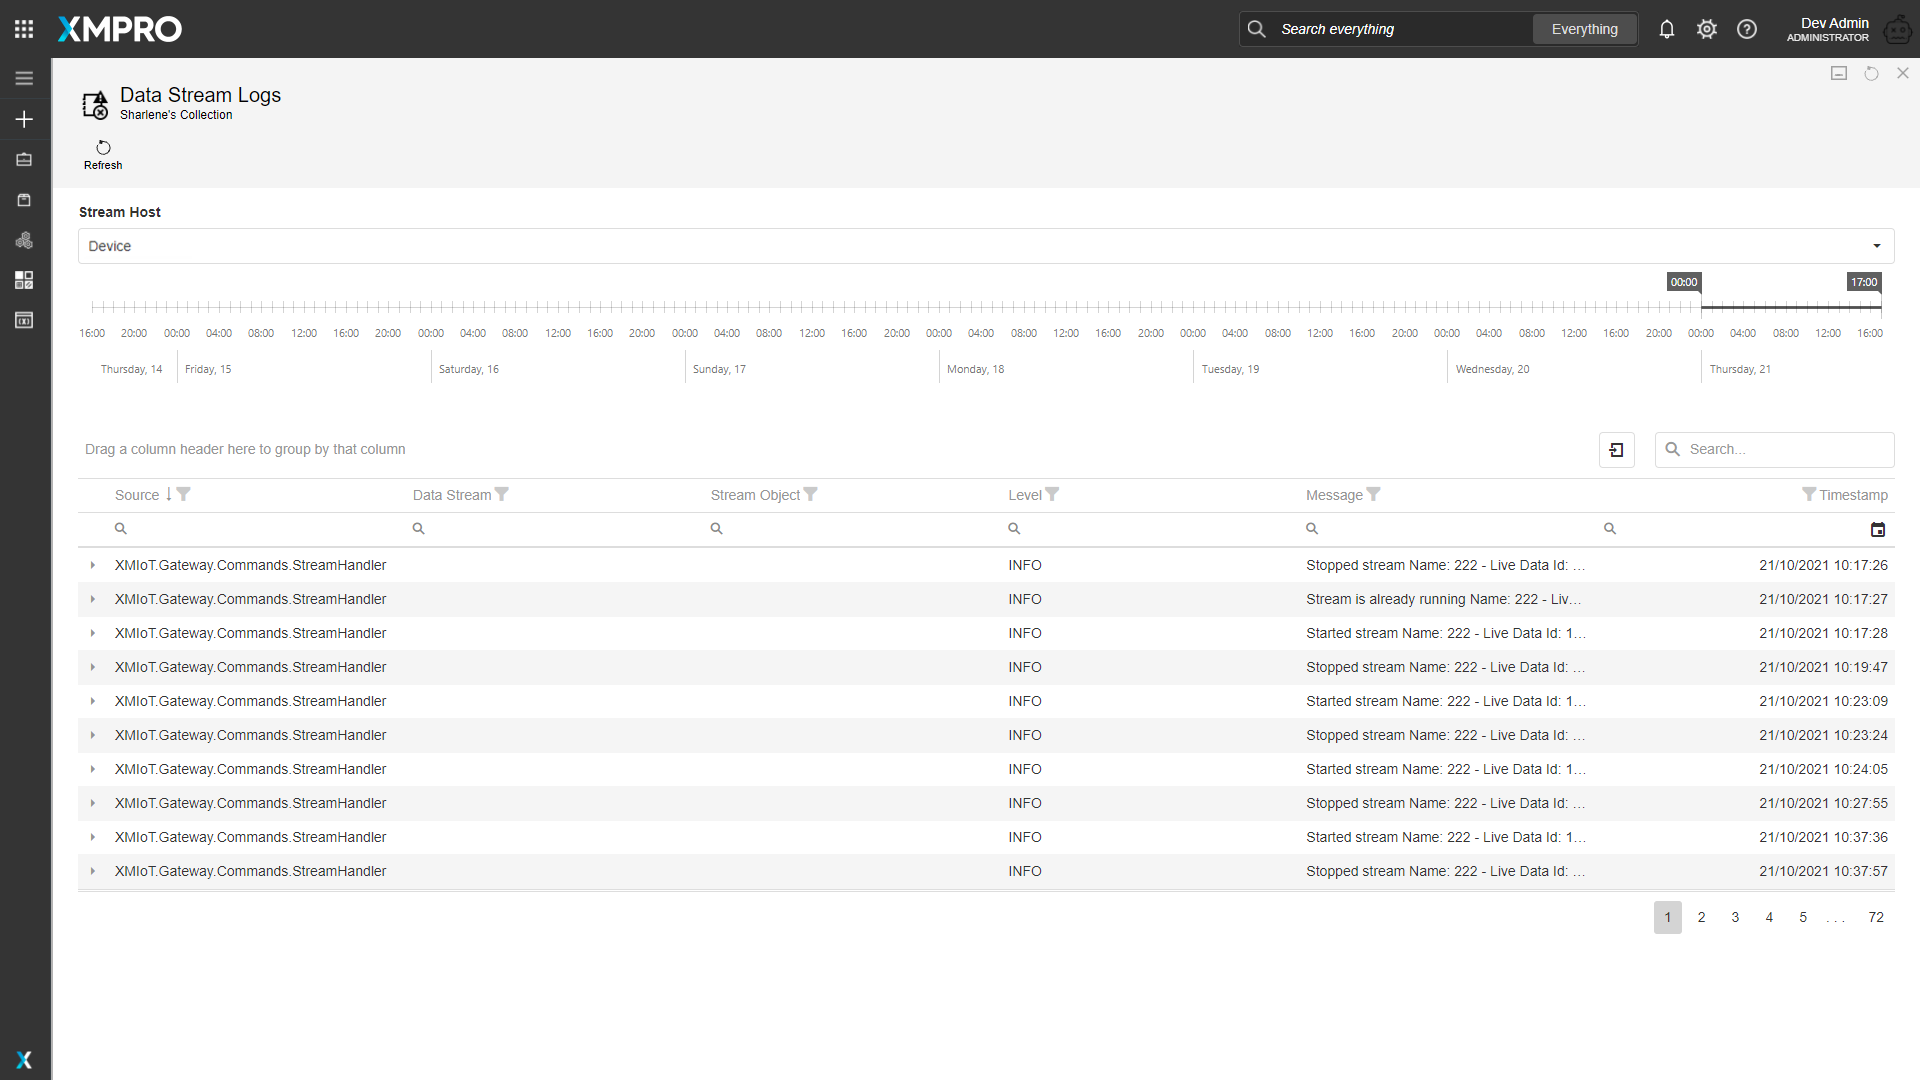 XMPRO
Search everything
Everything
Dev Admin
ADMINISTRATOR
Data Stream Logs
Sharlene's Collection
Refresh
Stream Host
Device
00:00 17:00
16:00 20:00 00:00 04:00 08:00 12:00 16:00 20:00 00:00 04:00 08:00 12:00 16:00 20:00 00:00 04:00 08:00 12:00 16:00 20:00 00:00 04:00 08:00 12:00 16:00 20:00 00:00 04:00 08:00 12:00 16:00 20:00 00:00 04:00 08:00 12:00 16:00 20:00 00:00 04:00 08:00 12:00 16:00
Thursday, 14 Friday, 15 Saturday, 16 Sunday, 17 Monday, 18 Tuesday, 19 Wednesday, 20 Thursday, 21
Drag a column header here to group by that column
Search...
Source Data Stream Stream Object Level Message Timestamp
XMIoT.Gateway.Commands.StreamHandler INFO Stopped stream Name: 222 - Live Data Id: ... 21/10/2021 10:17:26
XMIoT.Gateway.Commands.StreamHandler INFO Stream is already running Name: 222 - Liv... 21/10/2021 10:17:27
XMIoT.Gateway.Commands.StreamHandler INFO Started stream Name: 222 - Live Data Id: 1... 21/10/2021 10:17:28
XMIoT.Gateway.Commands.StreamHandler INFO Stopped stream Name: 222 - Live Data Id: ... 21/10/2021 10:19:47
XMIoT.Gateway.Commands.StreamHandler INFO Started stream Name: 222 - Live Data Id: 1... 21/10/2021 10:23:09
XMIoT.Gateway.Commands.StreamHandler INFO Stopped stream Name: 222 - Live Data Id: ... 21/10/2021 10:23:24
XMIoT.Gateway.Commands.StreamHandler INFO Started stream Name: 222 - Live Data Id: 1... 21/10/2021 10:24:05
XMIoT.Gateway.Commands.StreamHandler INFO Stopped stream Name: 222 - Live Data Id: ... 21/10/2021 10:27:55
XMIoT.Gateway.Commands.StreamHandler INFO Started stream Name: 222 - Live Data Id: 1... 21/10/2021 10:37:36
XMIoT.Gateway.Commands.StreamHandler INFO Stopped stream Name: 222 - Live Data Id: ... 21/10/2021 10:37:57
1 2 3 4 5 ... 72
X